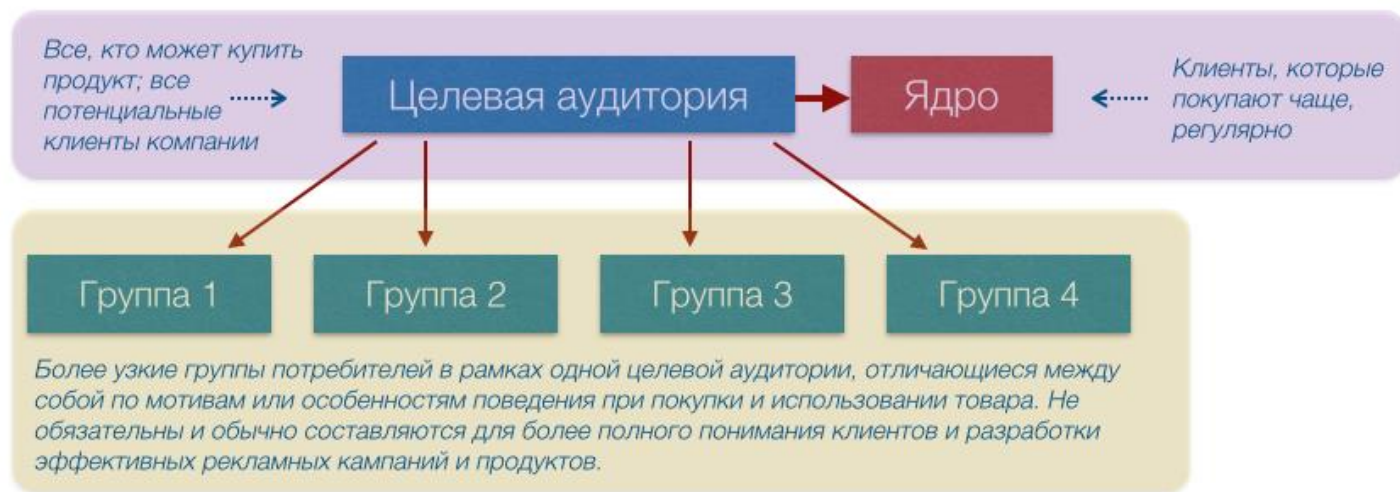 Все, кто может купить
продукт; все
потенциальные
клиенты компании
Целевая аудитория
Ядро
Клиенты, которые
покупают чаще,
регулярно
Группа 1
Группа 2
Группа 3
Группа 4
Более узкие группы потребителей в рамках одной целевой аудитории, отличающиеся между
собой по мотивам или особенностям поведения при покупки и использовании товара. Не
обязательны и обычно составляются для более полного понимания клиентов и разработки
эффективных рекламных кампаний и продуктов.